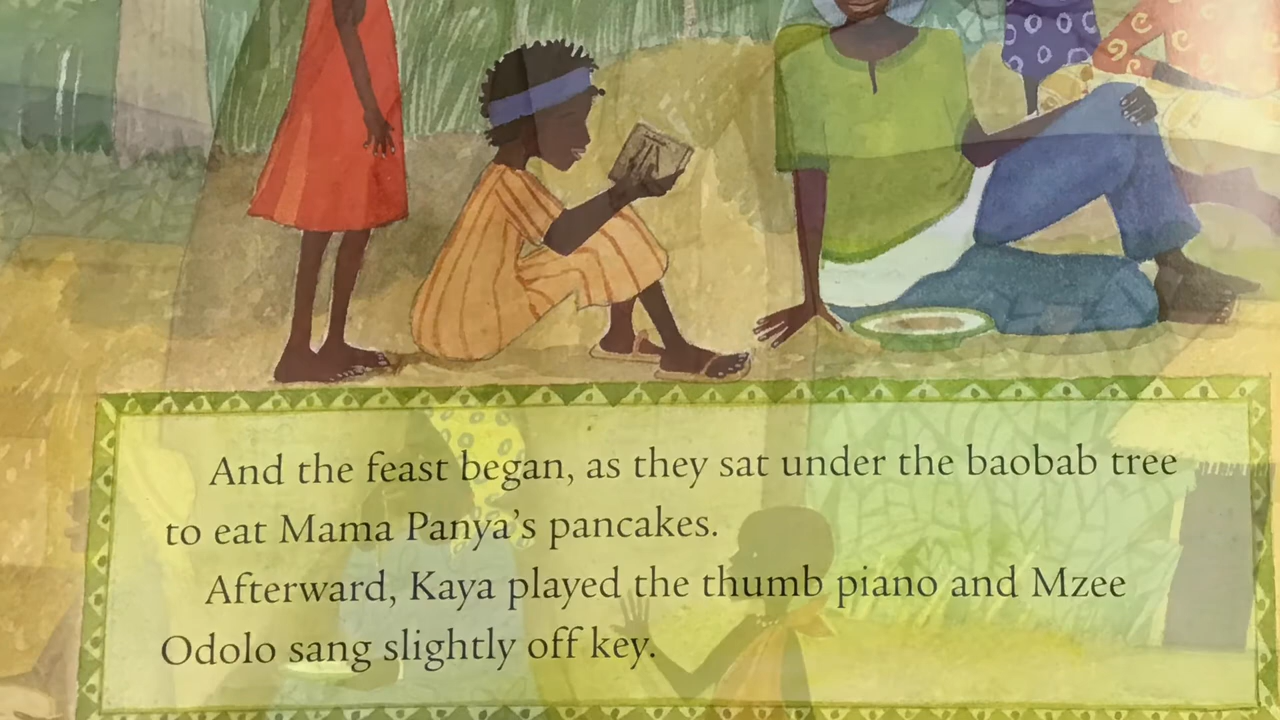 And the feast began, as they sat under the baobab tree
to eat Mama Panya's pancakes.
Afterward, Kaya played the thumb piano and Mzee
Odolo sang slightly off key.